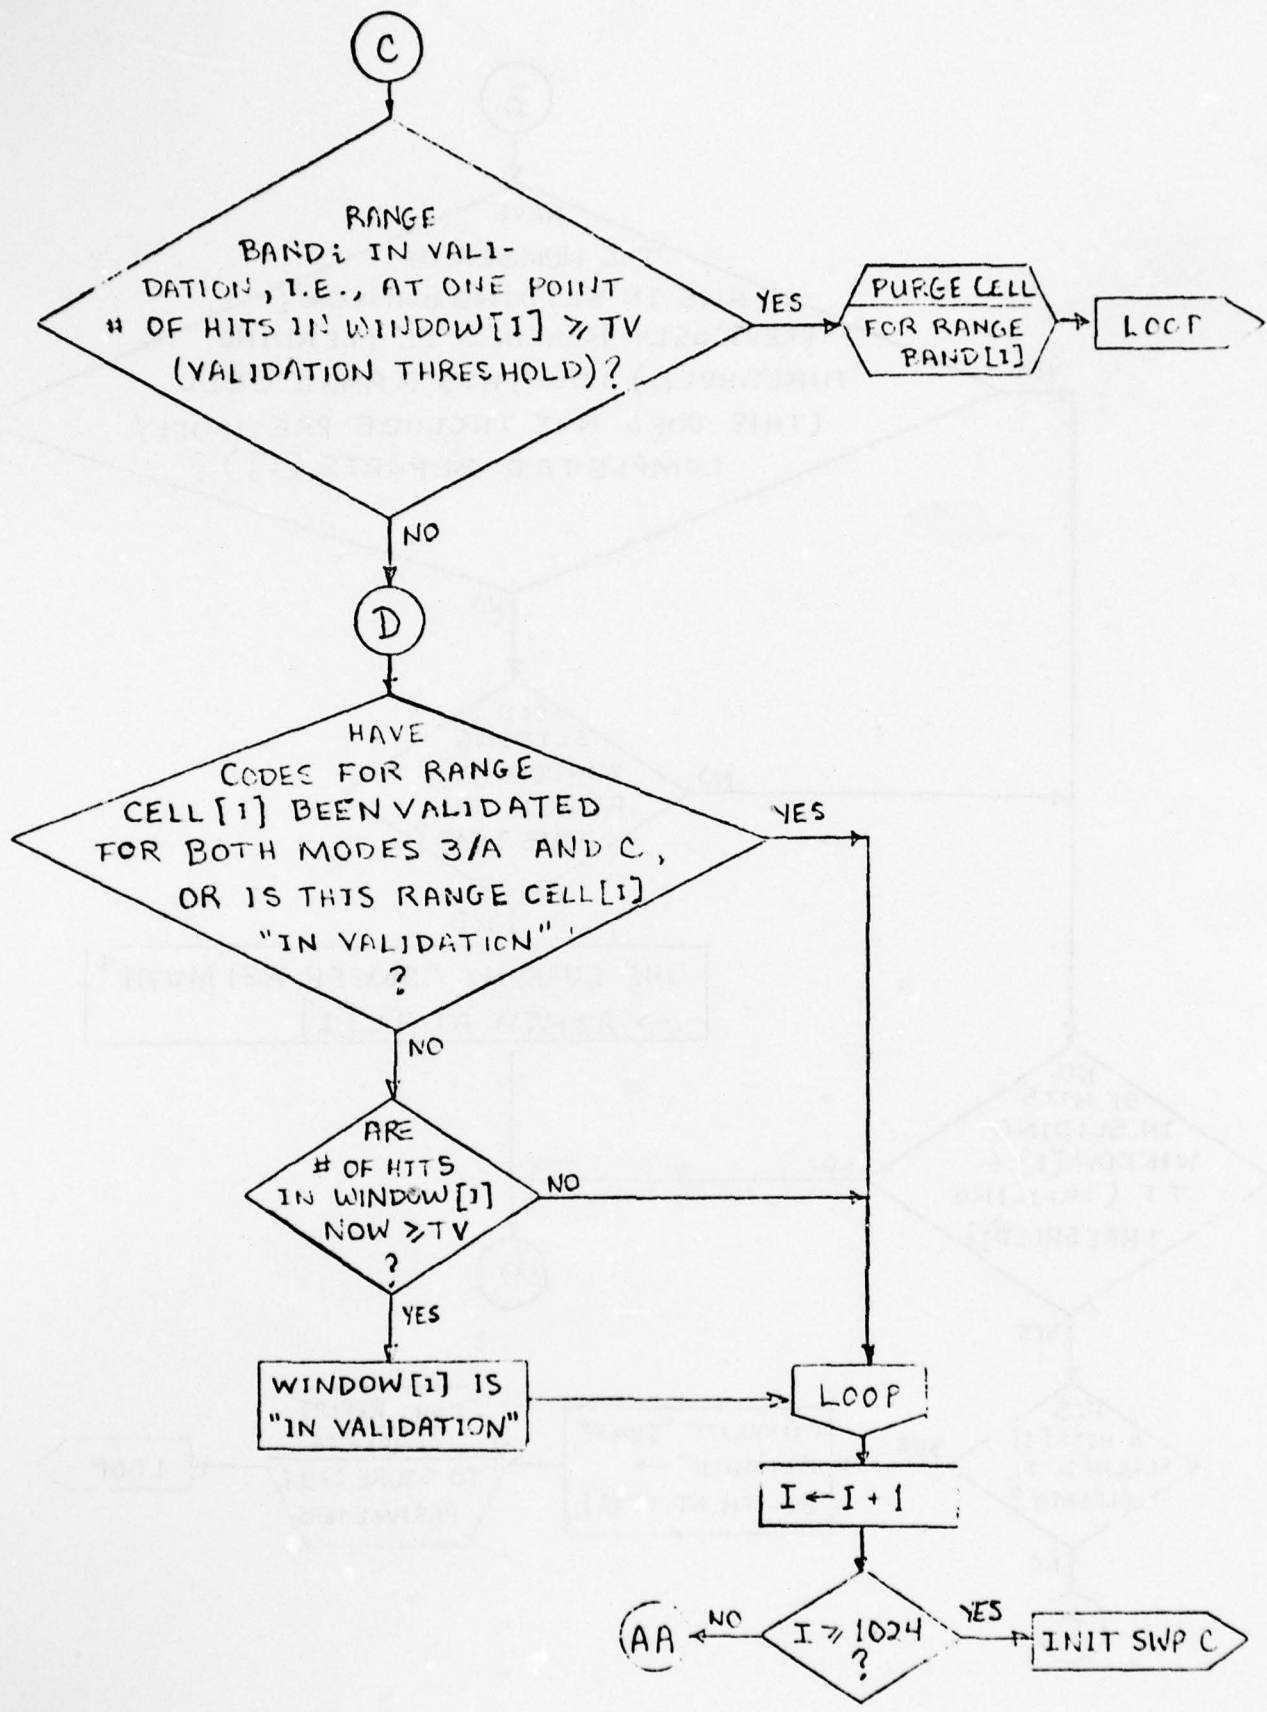 C
RANGE
BANDi IN VALI-
DATION, I.E., AT ONE POINT
# OF HITS IN WINDOW[I] ⩾ TV
(VALIDATION THRESHOLD)?
YES
PURGE CELL
FOR RANGE
BAND[I]
LOOP
NO
D
HAVE
CODES FOR RANGE
CELL[I] BEEN VALIDATED
FOR BOTH MODES 3/A AND C,
OR IS THIS RANGE CELL[I]
"IN VALIDATION"
?
YES
NO
ARE
# OF HITS
IN WINDOW[I]
NOW ⩾ TV
?
NO
YES
WINDOW[I] IS
"IN VALIDATION"
LOOP
I ← I + 1
I ⩾ 1024
?
NO
AA
YES
INIT SWP C